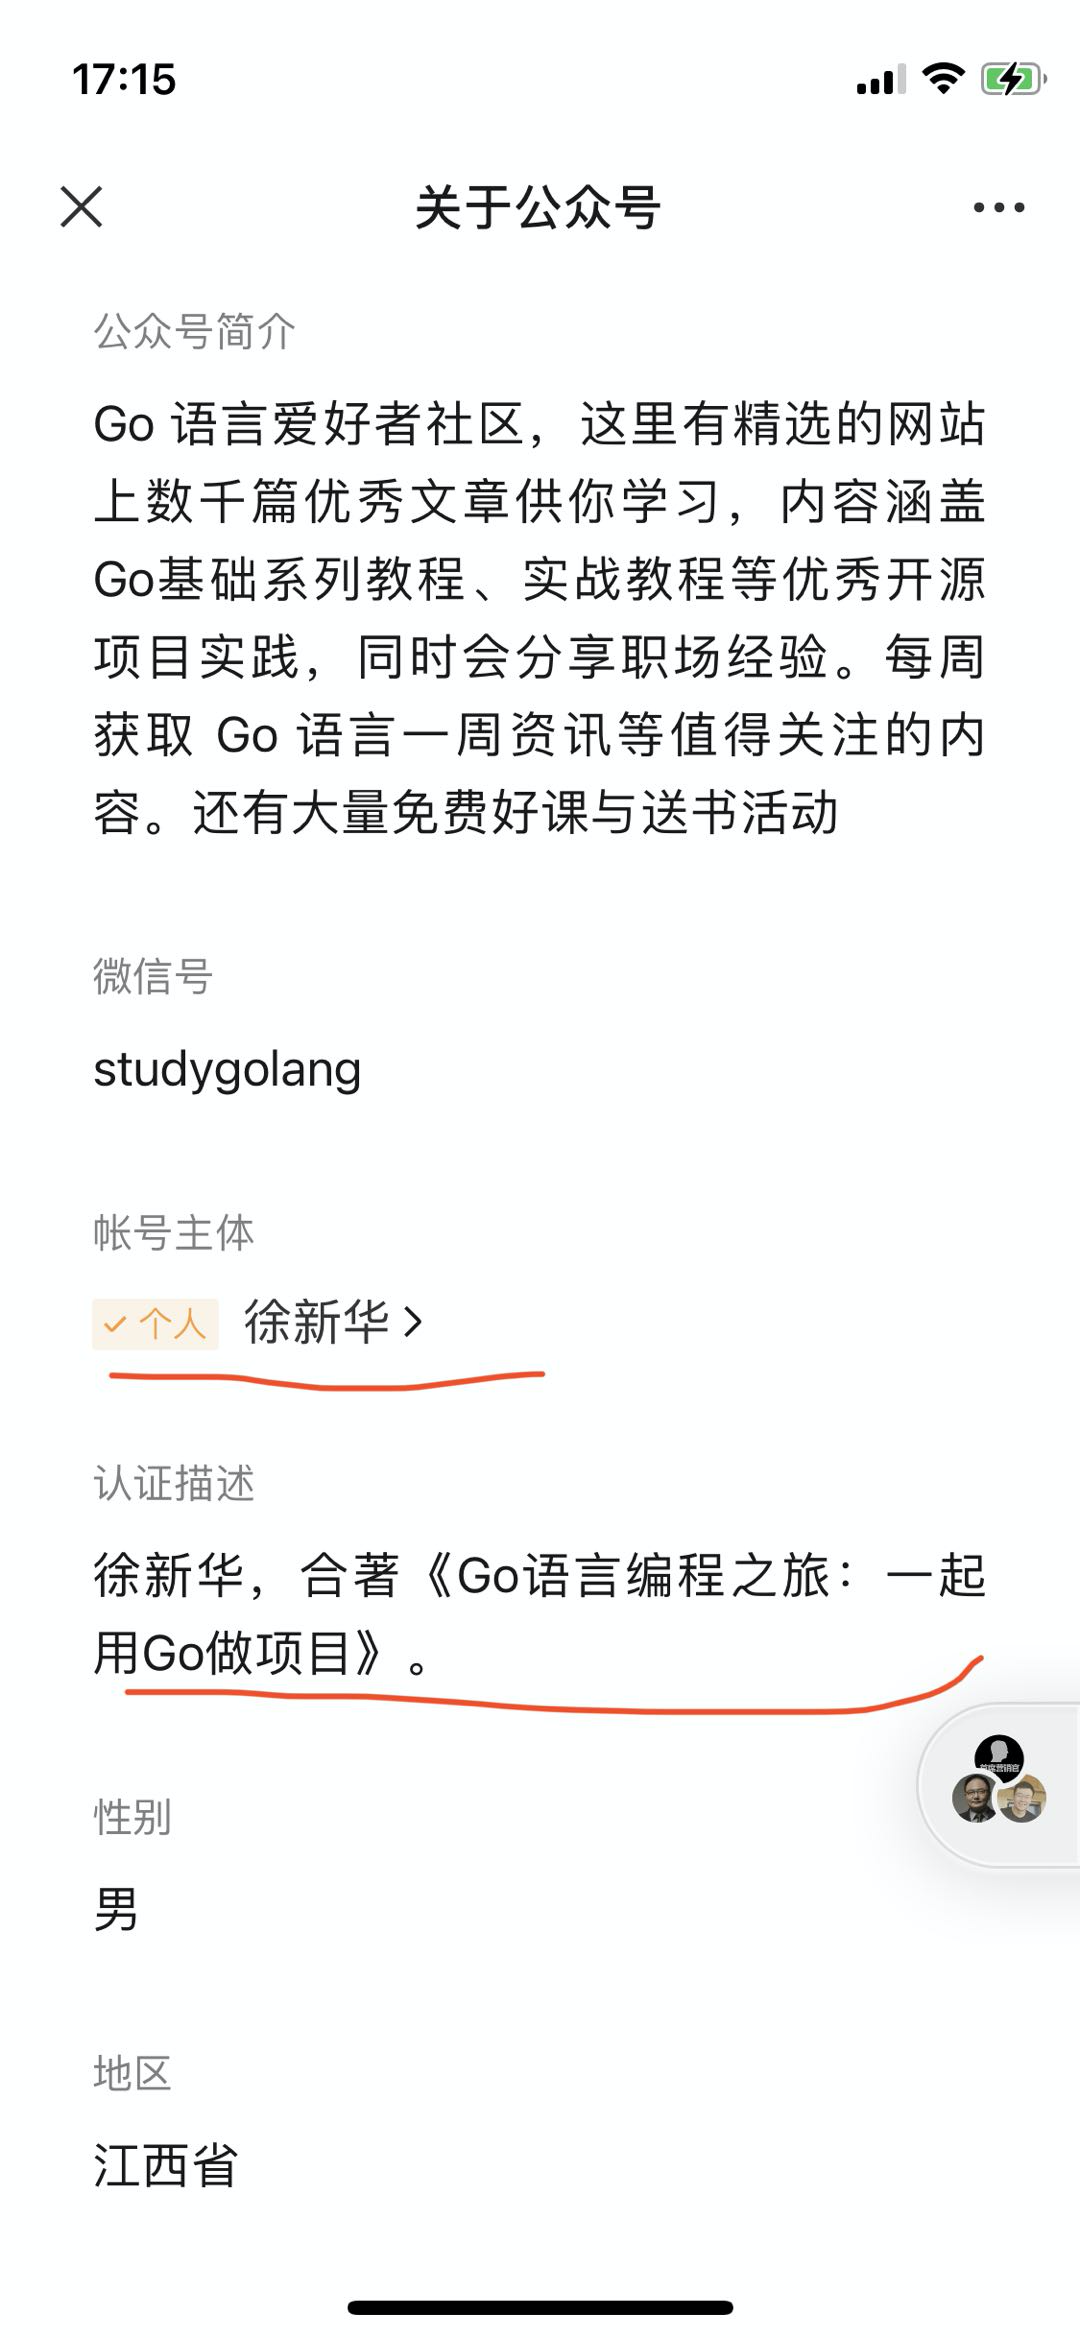 17:15
关于公众号
公众号简介
Go 语言爱好者社区，这里有精选的网站
上数千篇优秀文章供你学习，内容涵盖
Go基础系列教程、实战教程等优秀开源
项目实践，同时会分享职场经验。每周
获取 Go 语言一周资讯等值得关注的内
容。还有大量免费好课与送书活动
微信号
studygolang
帐号主体
个人 徐新华
认证描述
徐新华，合著《Go语言编程之旅：一起
用Go做项目》。
首席营销官
性别
男
地区
江西省